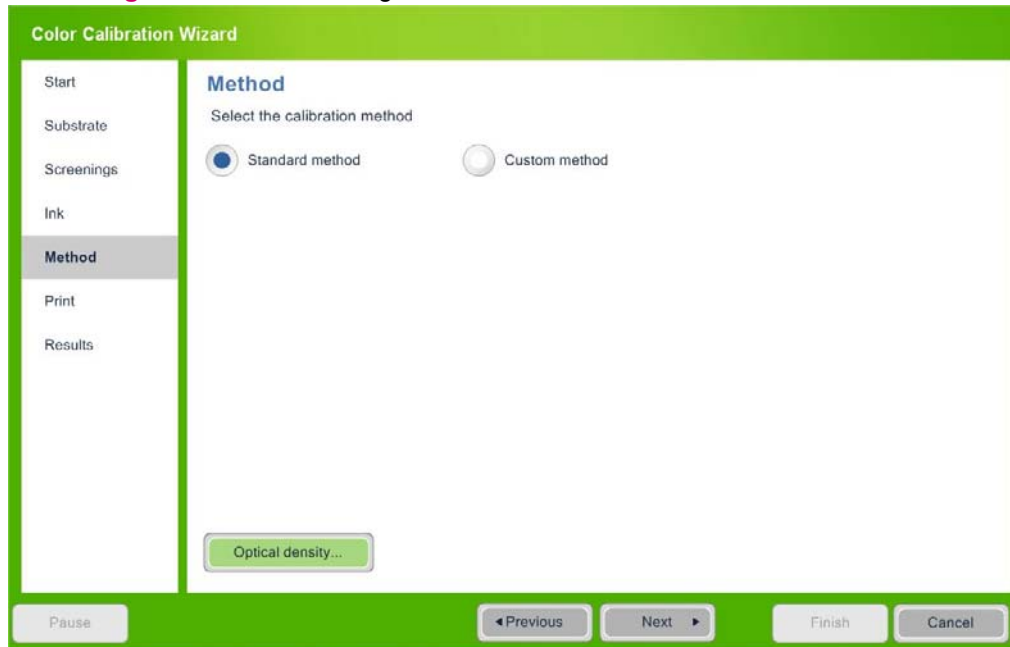 Color Calibration Wizard
Start
Substrate
Screenings
Ink
Method
Print
Results
Method
Select the calibration method
Standard method
Custom method
Optical density...
Pause
Previous
Next
Finish
Cancel